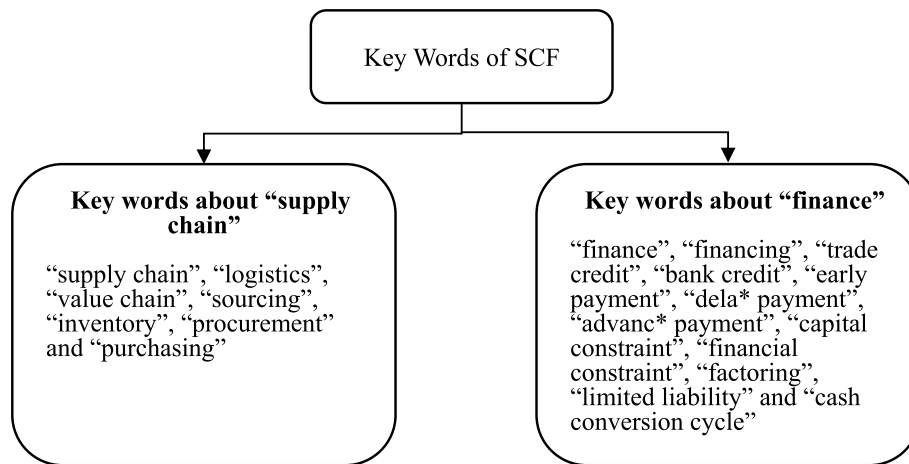 Key Words of SCF
Key words about “supply
chain”
“supply chain”, “logistics”,
“value chain”, “sourcing”,
“inventory”, “procurement”
and “purchasing”
Key words about “finance”
“finance”, “financing”, “trade
credit”, “bank credit”, “early
payment”, “dela* payment”,
“advanc* payment”, “capital
constraint”, “financial
constraint”, “factoring”,
“limited liability” and “cash
conversion cycle”